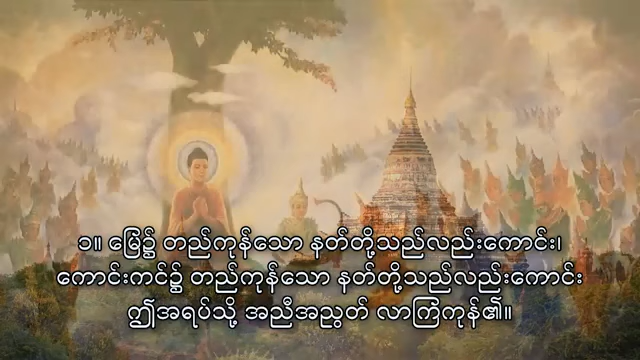 ၁။ မြေ၌ တည်ကုန်သော နတ်တို့သည်လည်းကောင်း၊
ကောင်းကင်၌ တည်ကုန်သော နတ်တို့သည်လည်းကောင်း
ဤအရပ်သို့ အညီအညွတ် လာကြကုန်၏။